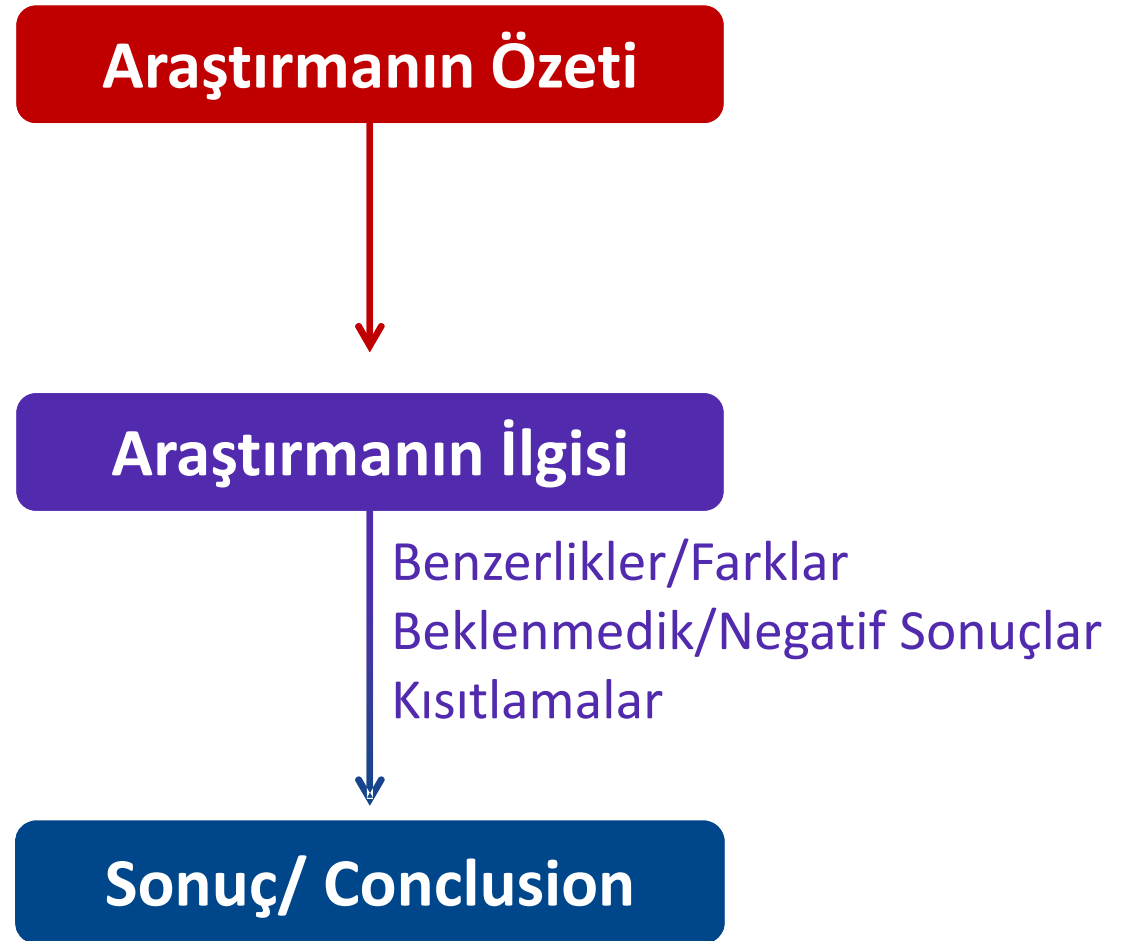 Araştırmanın Özeti
Araştırmanın İlgisi
Benzerlikler/Farklar
Beklenmedik/Negatif Sonuçlar
Kısıtlamalar
Sonuç/ Conclusion